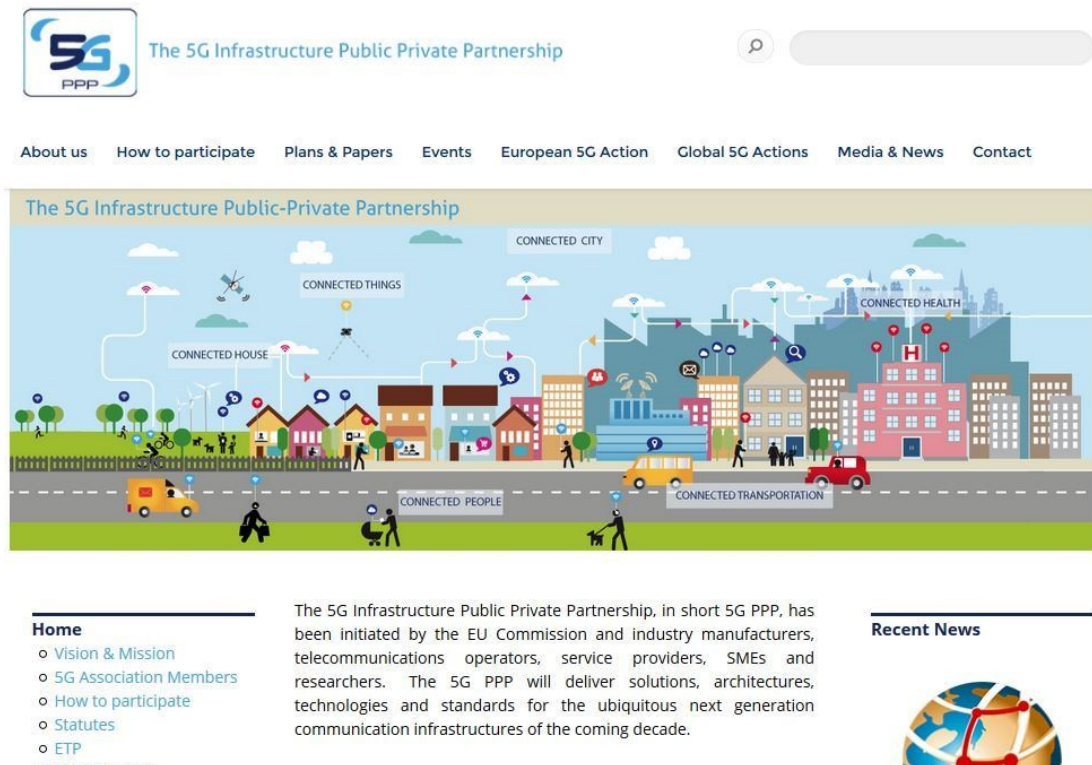 5G
PPP
The 5G Infrastructure Public Private Partnership
About us How to participate Plans & Papers Events European 5G Action Global 5G Actions Media & News Contact
The 5G Infrastructure Public-Private Partnership
CONNECTED CITY
CONNECTED THINGS
CONNECTED HEALTH
CONNECTED HOUSE
H
CONNECTED TRANSPORTATION
CONNECTED PEOPLE
Home
Vision & Mission
5G Association Members
How to participate
Statutes
ETP
The 5G Infrastructure Public Private Partnership, in short 5G PPP, has
been initiated by the EU Commission and industry manufacturers,
telecommunications operators, service providers, SMEs and
researchers. The 5G PPP will deliver solutions, architectures,
technologies and standards for the ubiquitous next generation
communication infrastructures of the coming decade.
Recent News